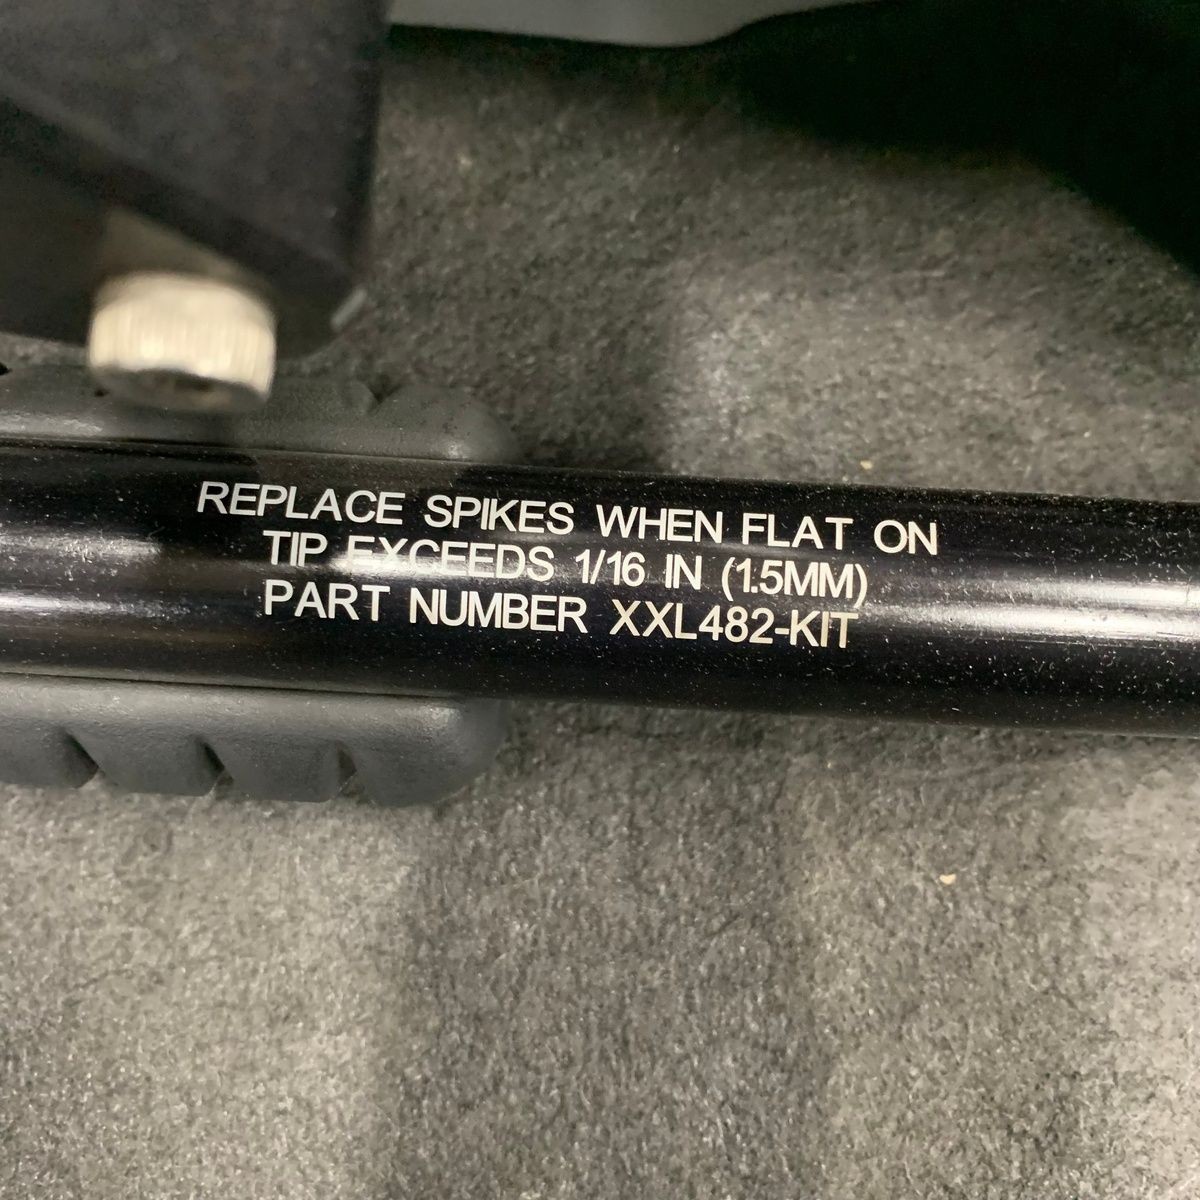 REPLACE SPIKES WHEN FLAT ON
TIP EXCEEDS 1/16 IN (1.5MM)
PART NUMBER XXL482-KIT